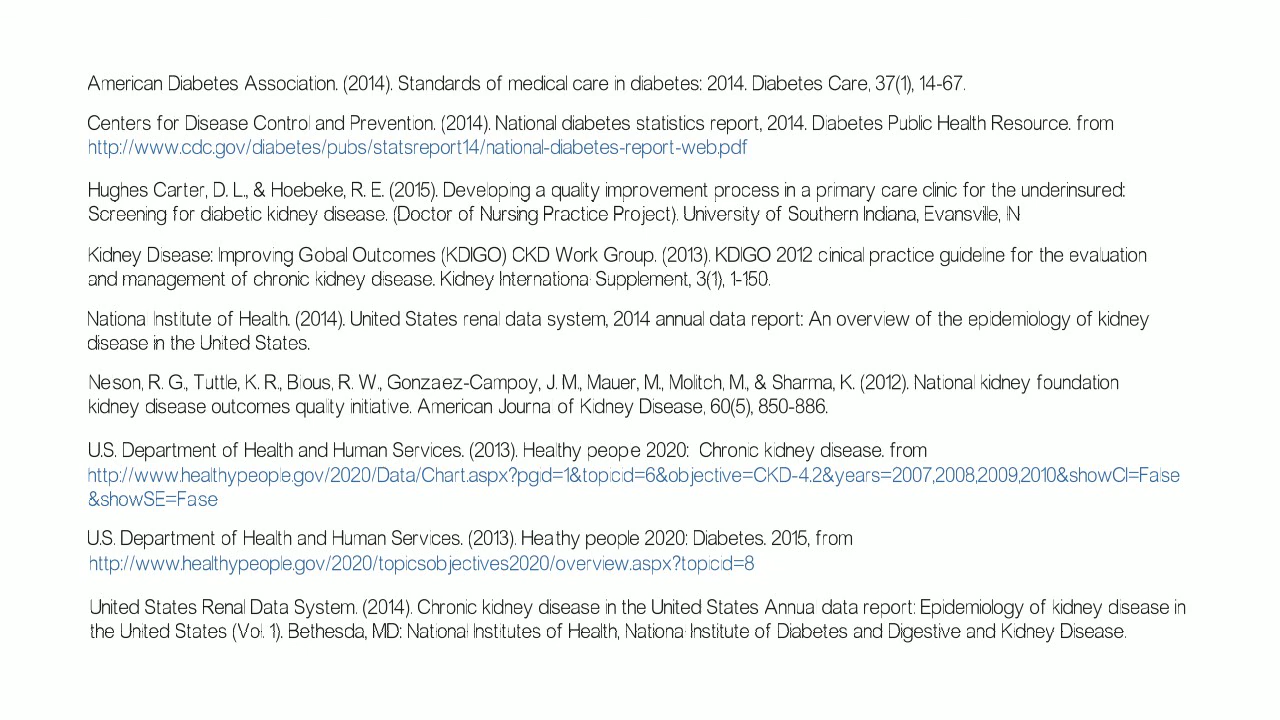 American Diabetes Association. (2014). Standards of medical care in diabetes: 2014. Diabetes Care, 37(1), 14-67.
Centers for Disease Control and Prevention. (2014). National diabetes statistics report, 2014. Diabetes Public Health Resource. from
http://www.cdc.gov/diabetes/pubs/statsreport14/national-diabetes-report-web.pdf
Hughes Carter, D. L., & Hoebeke, R. E. (2015). Developing a quality improvement process in a primary care clinic for the underinsured:
Screening for diabetic kidney disease. (Doctor of Nursing Practice Project). University of Southern Indiana, Evansville, IN
Kidney Disease: Improving Gobal Outcomes (KDIGO) CKD Work Group. (2013). KDIGO 2012 cinical practice guideline for the evaluation
and management of chronic kidney disease. Kidney Internationa Supplement, 3(1), 1-150.
Nationa Institute of Health. (2014). United States renal data system, 2014 annual data report: An overview of the epidemiology of kidney
disease in the United States.
Neson, R. G., Tuttle, K. R., Bious, R. W., Gonzaez-Campoy, J. M., Mauer, M., Molitch, M., & Sharma, K. (2012). National kidney foundation
kidney disease outcomes quality initiative. American Journa of Kidney Disease, 60(5), 850-886.
U.S. Department of Health and Human Services. (2013). Healthy peope 2020: Chronic kidney disease. from
http://www.healthypeople.gov/2020/Data/Chart.aspx?pgid=1&topicid=6&objective=CKD-4.2&years=2007,2008,2009,2010&showCI=False
&showSE=Fase
U.S. Department of Health and Human Services. (2013). Heathy people 2020: Diabetes. 2015, from
http://www.healthypeople.gov/2020/topicsobjectives2020/overview.aspx?topicid=8
United States Renal Data System. (2014). Chronic kidney disease in the United States Annua data report: Epidemiology of kidney disease in
the United States (Vol. 1). Bethesda, MD: National Institutes of Health, Nationa Institute of Diabetes and Digestive and Kidney Disease.